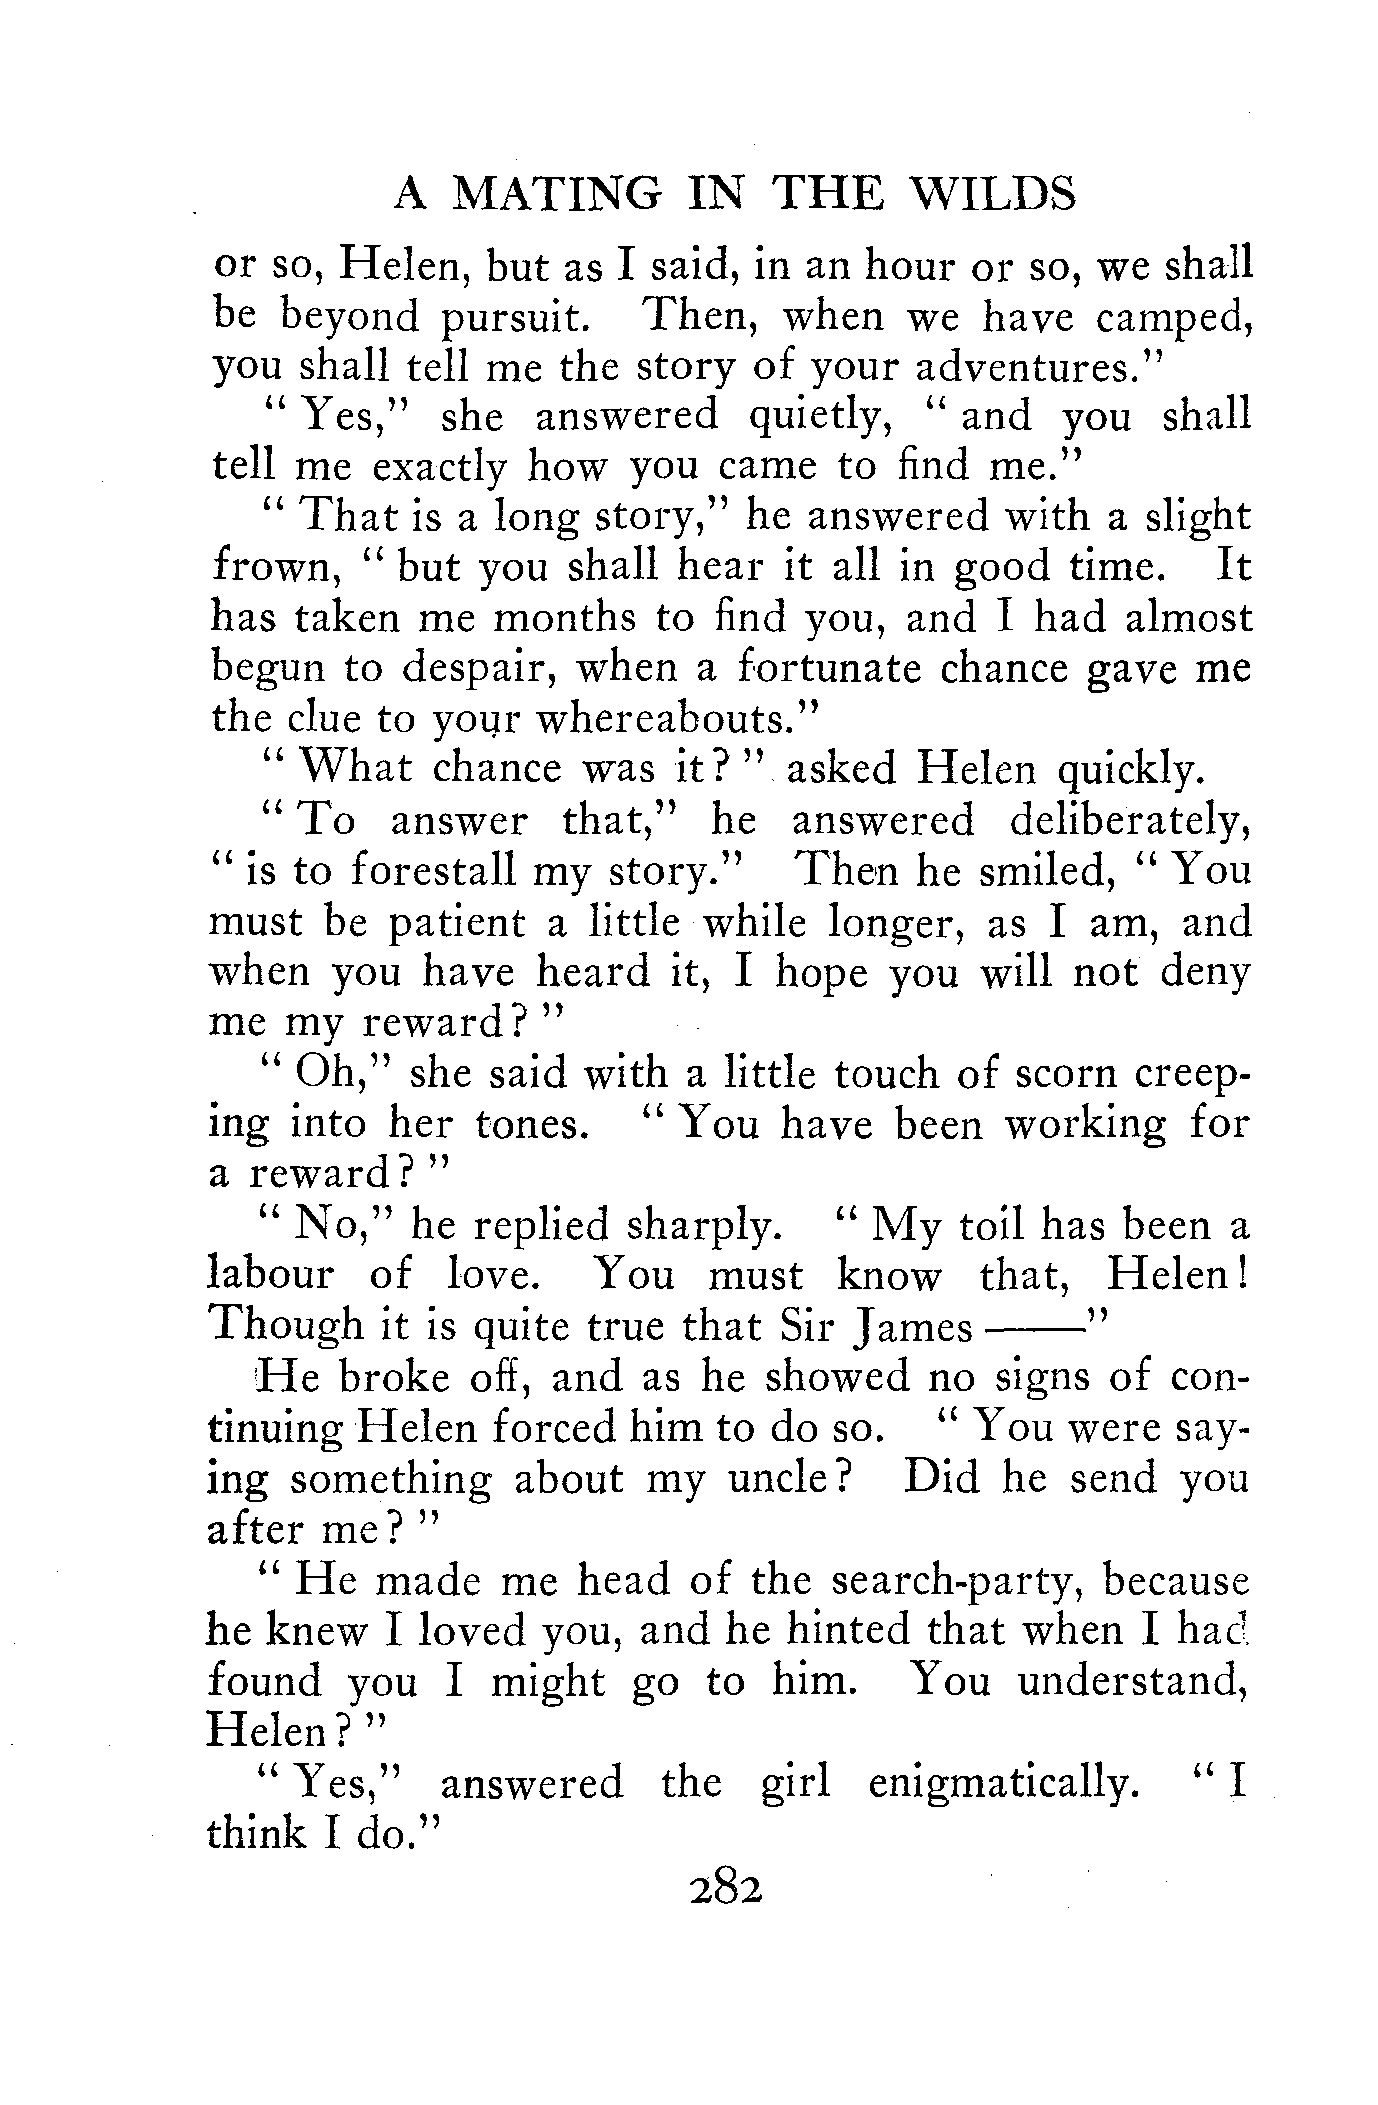 A MATING IN THE WILDS
or so, Helen, but as I said, in an hour or so, we shall
be beyond pursuit. Then, when we have camped,
you shall tell me the story of your adventures."
" Yes," she answered quietly, " and you shall
tell me exactly how you came to find me."
" That is a long story," he answered with a slight
frown, " but you shall hear it all in good time. It
has taken me months to find you, and I had almost
begun to despair, when a fortunate chance gave me
the clue to your whereabouts."
" What chance was it? " asked Helen quickly.
" To answer that," he answered deliberately,
" is to forestall my story." Then he smiled, " You
must be patient a little while longer, as I am, and
when you have heard it, I hope you will not deny
me my reward? "
" Oh," she said with a little touch of scorn creep-
ing into her tones. " You have been working for
a reward? "
" No," he replied sharply. " My toil has been a
labour of love. You must know that, Helen!
Though it is quite true that Sir James ——"
He broke off, and as he showed no signs of con-
tinuing Helen forced him to do so. " You were say-
ing something about my uncle? Did he send you
after me? "
" He made me head of the search-party, because
he knew I loved you, and he hinted that when I had
found you I might go to him. You understand,
Helen? "
" Yes," answered the girl enigmatically. " I
think I do."
282